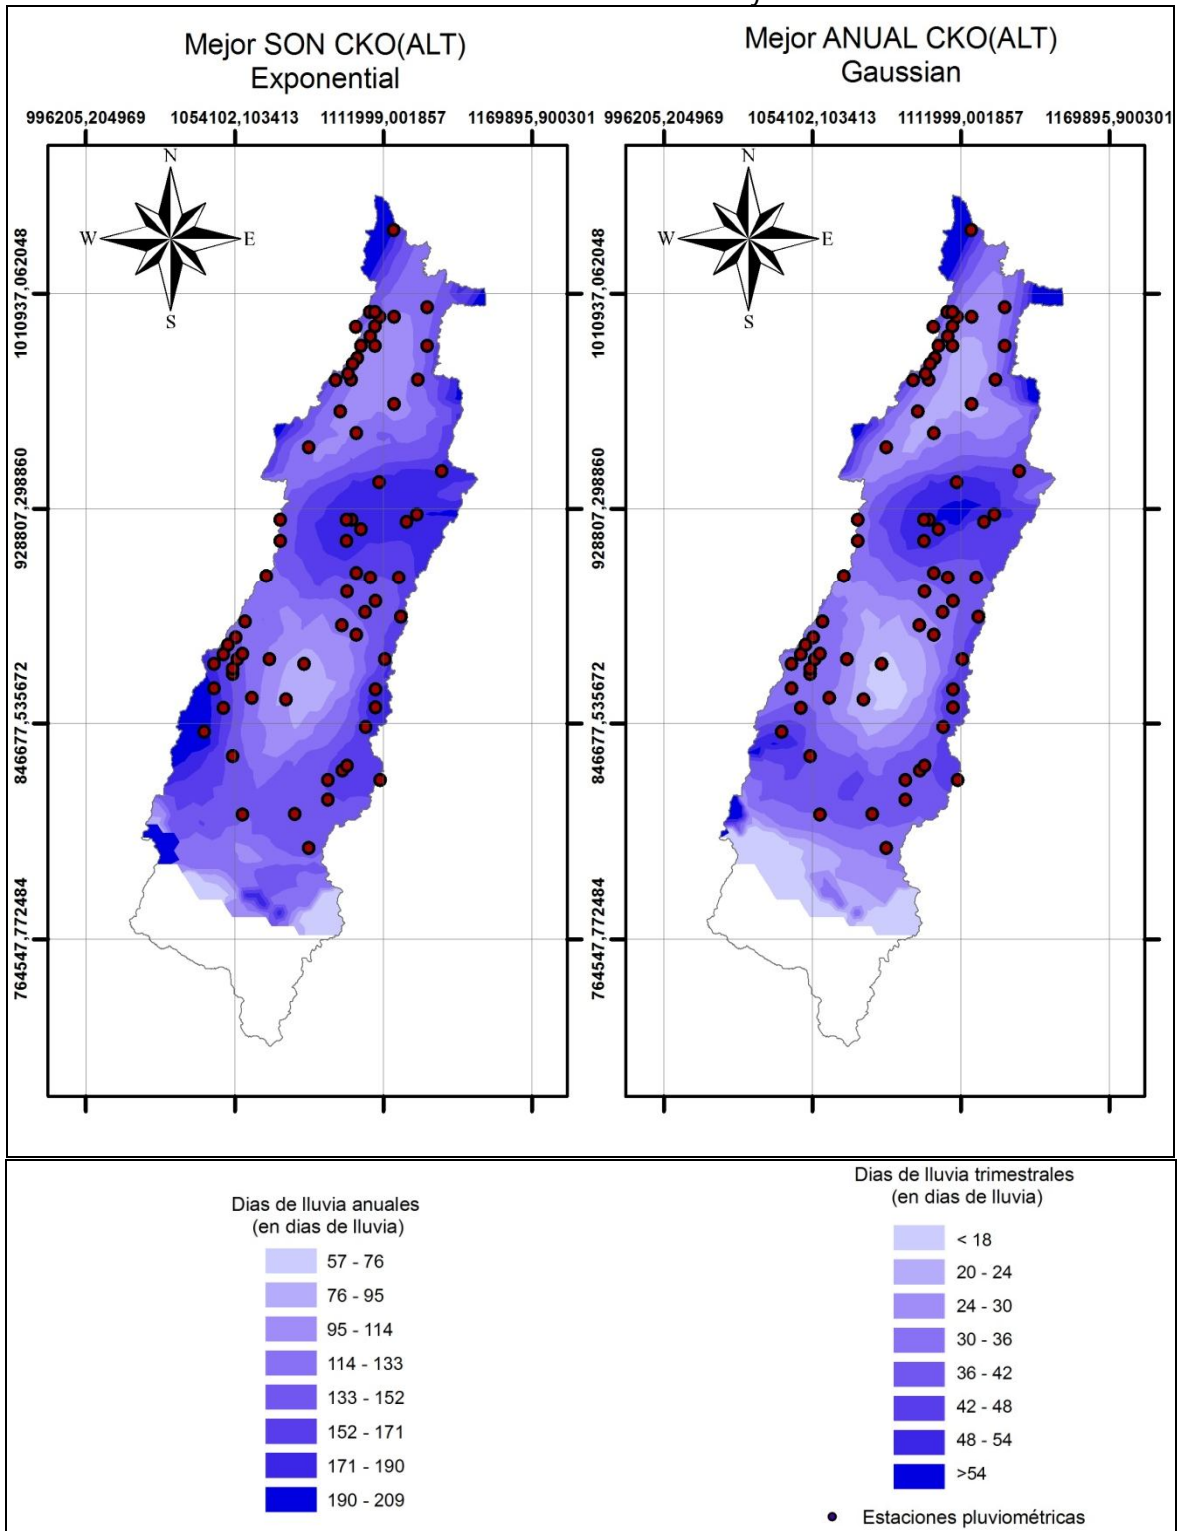 Mejor SON CKO(ALT)
Exponential
Mejor ANUAL CKO(ALT)
Gaussian
996205,204969
1054102,103413
1111999,001857
1169895,900301
996205,204969
1054102,103413
1111999,001857
1169895,900301
N
W
E
S
N
W
E
S
1010937,062048
928807,298860
846677,535672
764547,772484
1010937,062048
928807,298860
846677,535672
764547,772484
Dias de lluvia anuales
(en dias de lluvia)
57 - 76
76 - 95
95 - 114
114 - 133
133 - 152
152 - 171
171 - 190
190 - 209
Dias de lluvia trimestrales
(en dias de lluvia)
< 18
20 - 24
24 - 30
30 - 36
36 - 42
42 - 48
48 - 54
>54
Estaciones pluviométricas